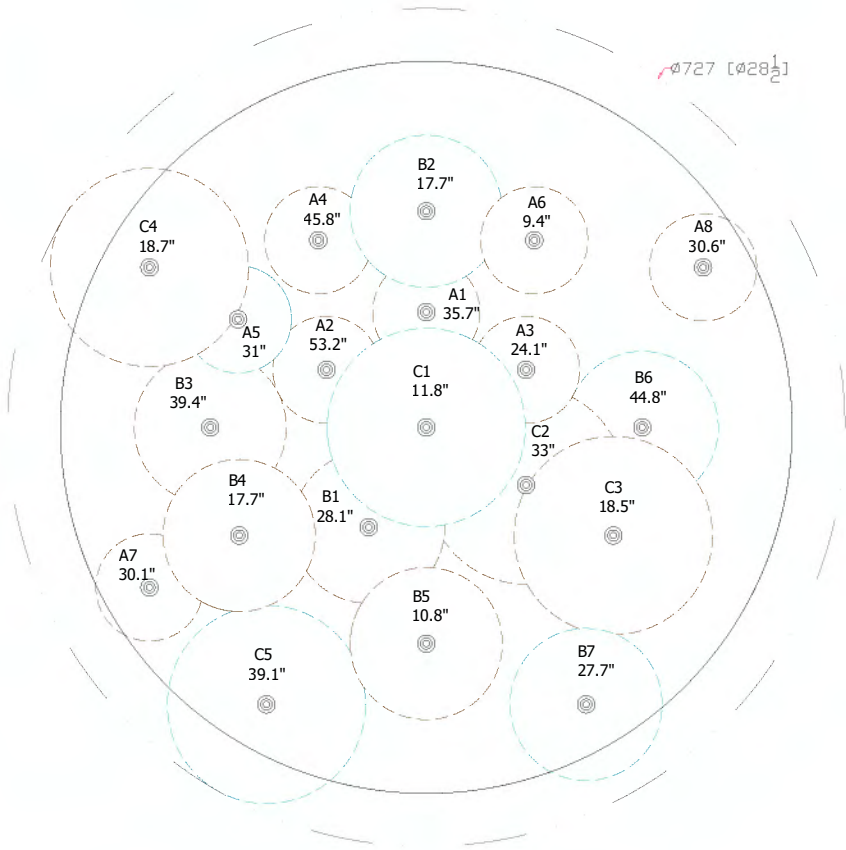 Ø727 [Ø28½]
B2
17.7"
A4
45.8"
A6
9.4"
C4
18.7"
A8
30.6"
A1
35.7"
A5
31"
A2
53.2"
A3
24.1"
B3
39.4"
C1
11.8"
B6
44.8"
C2
33"
B4
17.7"
B1
28.1"
C3
18.5"
A7
30.1"
B5
10.8"
C5
39.1"
B7
27.7"